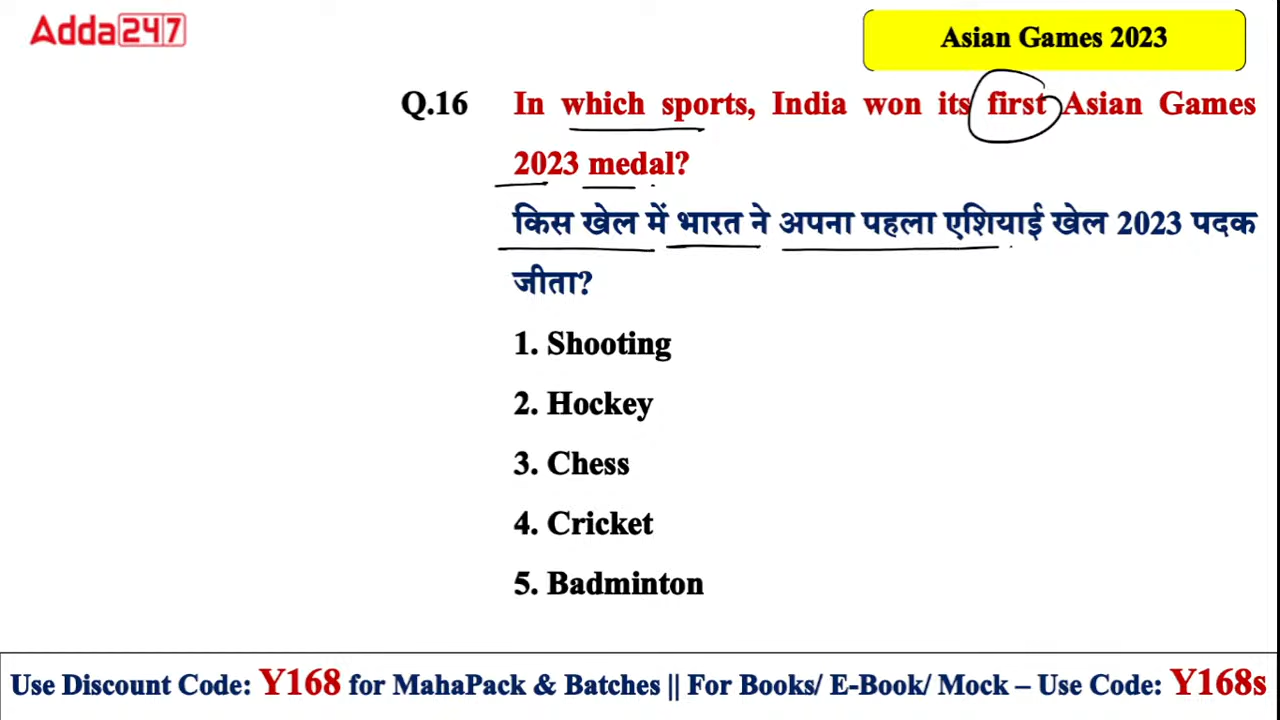 Adda247
Asian Games 2023
Q.16 In which sports, India won its first Asian Games
2023 medal?
किस खेल में भारत ने अपना पहला एशियाई खेल 2023 पदक
जीता?
1. Shooting
2. Hockey
3. Chess
4. Cricket
5. Badminton
Use Discount Code: Y168 for MahaPack & Batches || For Books/ E-Book/ Mock – Use Code: Y168s